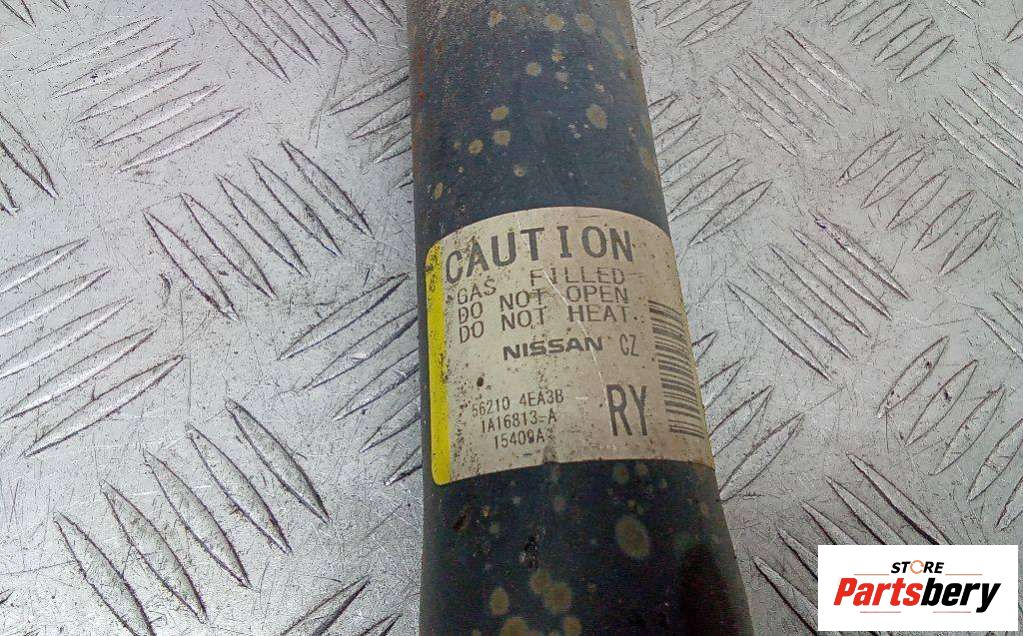 CAUTION
GAS FILLED
DO NOT OPEN
DO NOT HEAT.
NISSAN CZ
56210 4EA3B
1A16813-A
15409A
RY
STORE
Partsbery